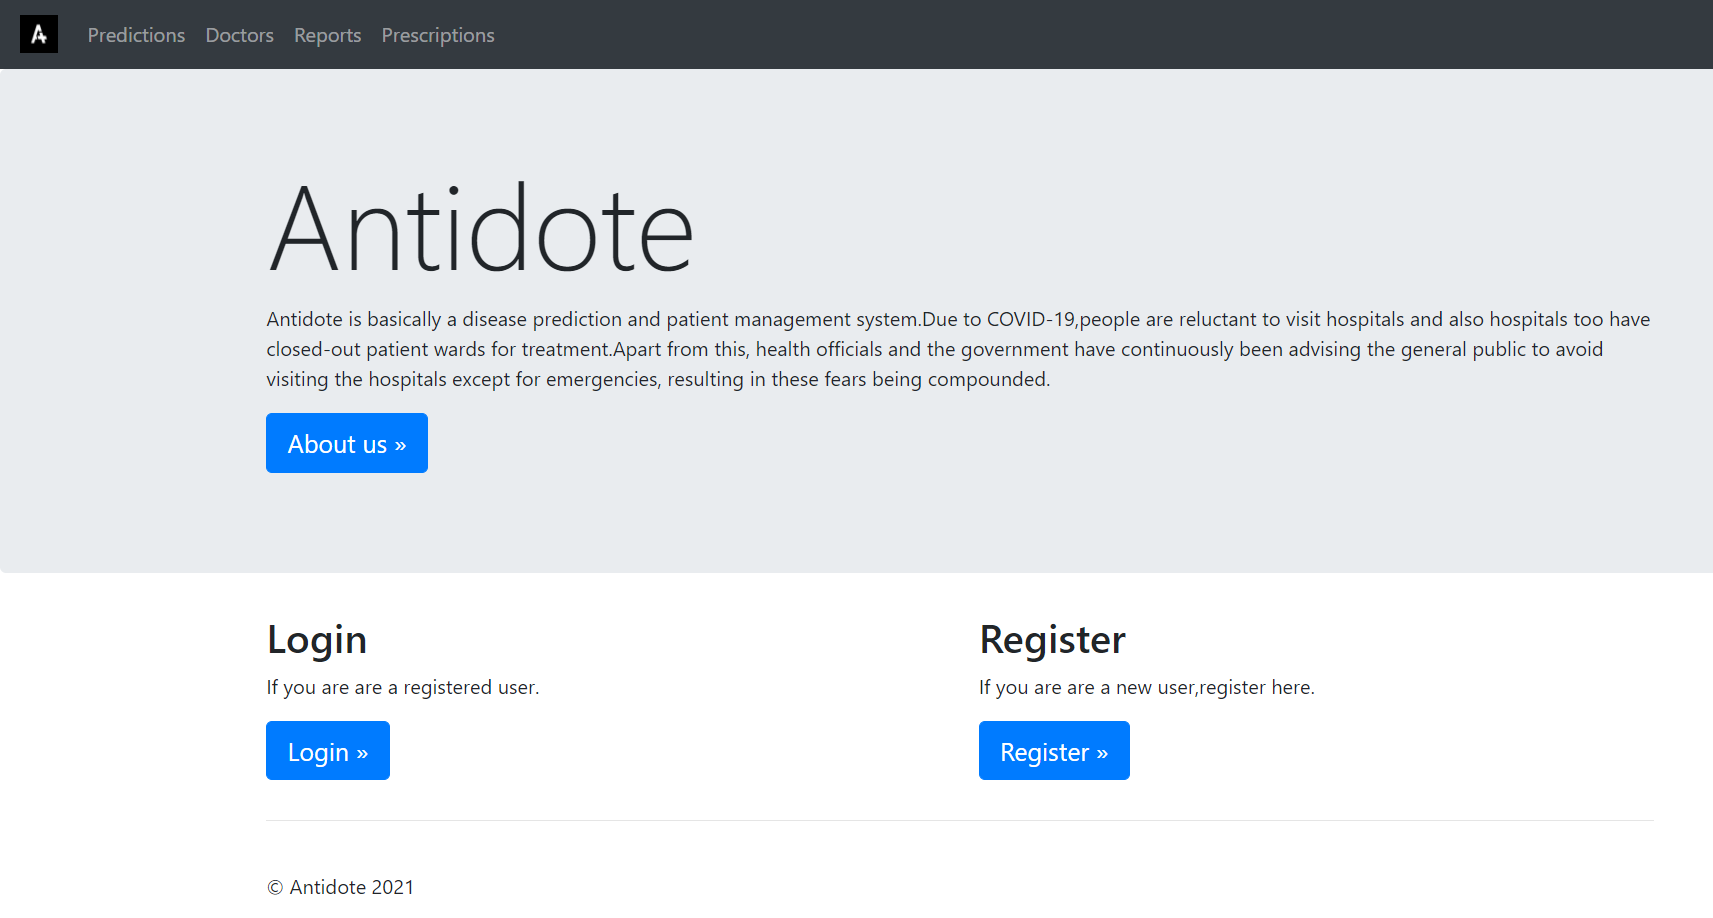 A
Predictions Doctors Reports Prescriptions
Antidote
Antidote is basically a disease prediction and patient management system.Due to COVID-19,people are reluctant to visit hospitals and also hospitals too have
closed-out patient wards for treatment.Apart from this, health officials and the government have continuously been advising the general public to avoid
visiting the hospitals except for emergencies, resulting in these fears being compounded.
About us »
Login
If you are are a registered user.
Login »
Register
If you are are a new user,register here.
Register »
© Antidote 2021